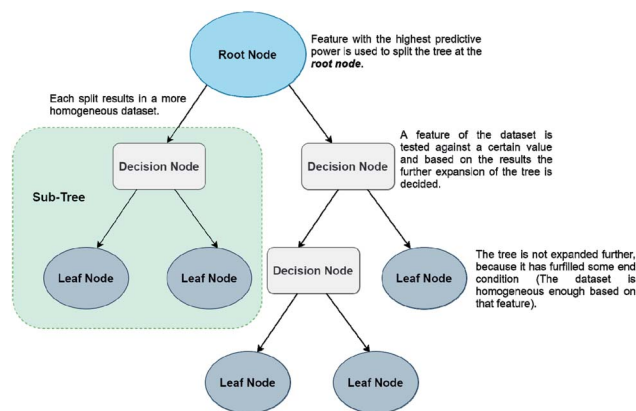 Root Node
Feature with the highest predictive
power is used to split the tree at the
root node.
Each split results in a more
homogeneous dataset.
Decision Node
Decision Node
A feature of the dataset is
tested against a certain value
and based on the results the
further expansion of the tree is
decided.
Sub-Tree
Leaf Node
Leaf Node
Decision Node
Leaf Node
The tree is not expanded further,
because it has furfilled some end
condition (The dataset is
homogeneous enough based on
that feature).
Leaf Node
Leaf Node